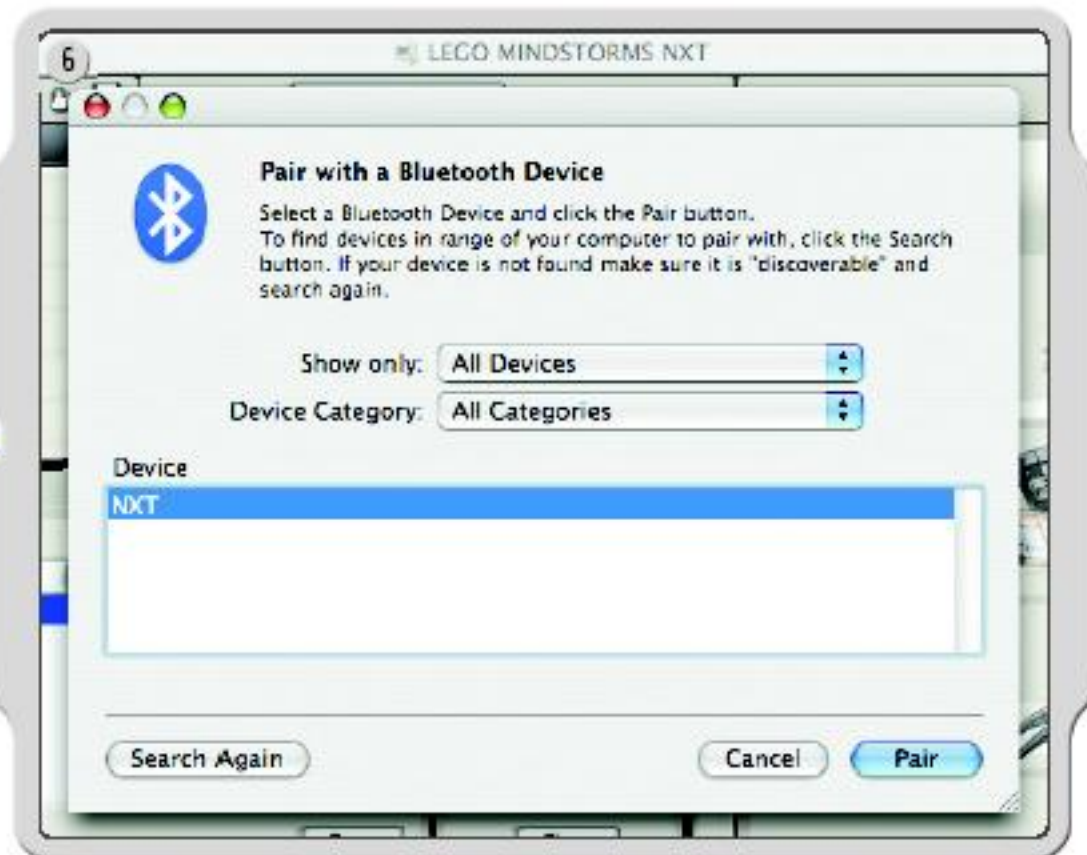 6
LEGO MINDSTORMS NXT
Pair with a Bluetooth Device
Select a Bluetooth Device and click the Pair button.
To find devices in range of your computer to pair with, click the Search
button. If your device is not found make sure it is "discoverable" and
search again.
Show only: All Devices
Device Category: All Categories
Device
NXT
Search Again Cancel Pair